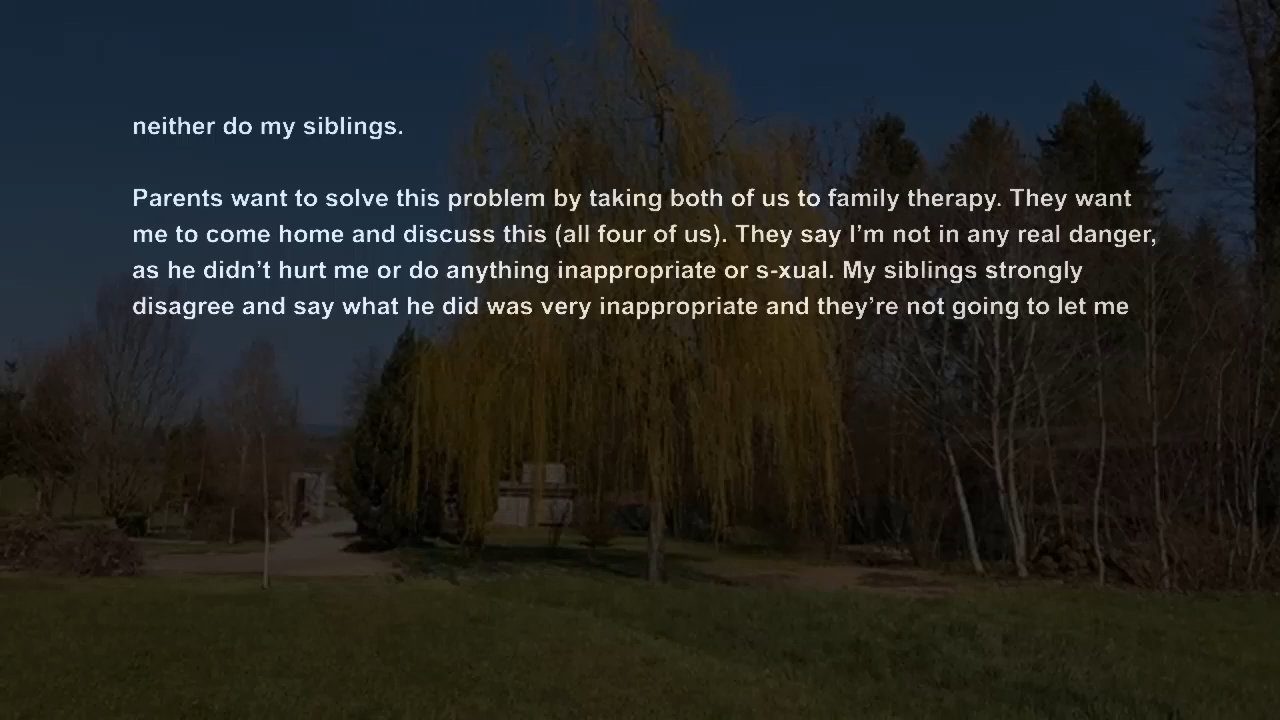 neither do my siblings.
Parents want to solve this problem by taking both of us to family therapy. They want
me to come home and discuss this (all four of us). They say I’m not in any real danger,
as he didn’t hurt me or do anything inappropriate or s-xual. My siblings strongly
disagree and say what he did was very inappropriate and they’re not going to let me